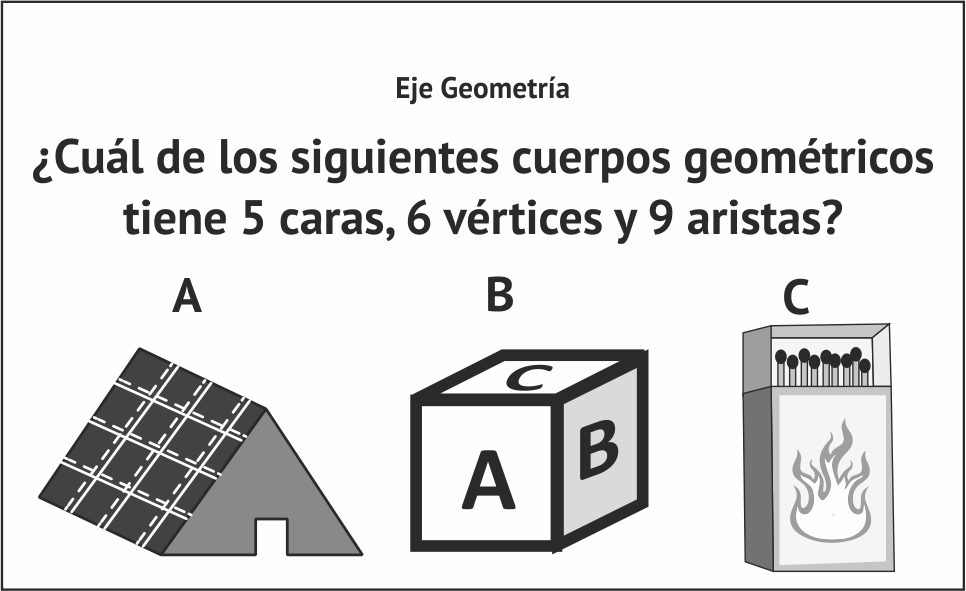 Eje Geometría
¿Cuál de los siguientes cuerpos geométricos
tiene 5 caras, 6 vértices y 9 aristas?
A
B
C
C
A
B